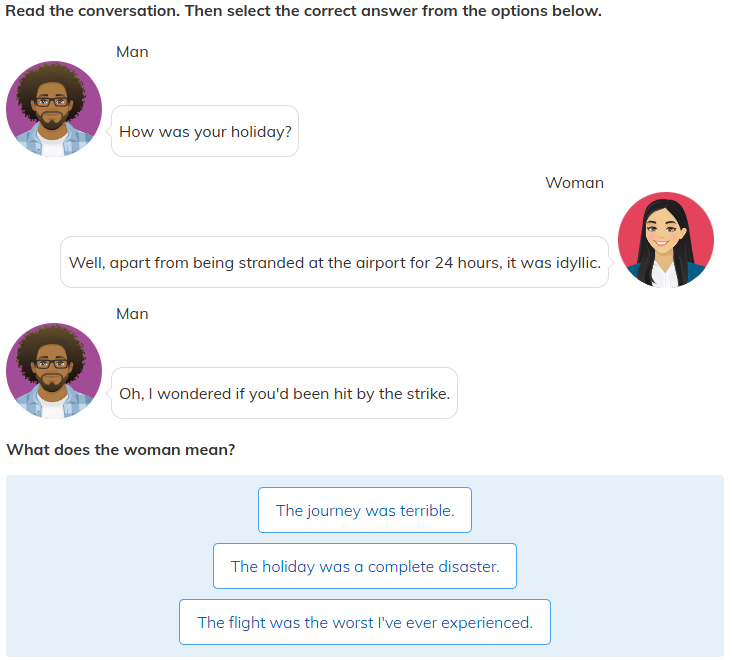 Read the conversation. Then select the correct answer from the options below.
Man
How was your holiday?
Woman
Well, apart from being stranded at the airport for 24 hours, it was idyllic.
Man
Oh, I wondered if you'd been hit by the strike.
What does the woman mean?
The journey was terrible.
The holiday was a complete disaster.
The flight was the worst I've ever experienced.